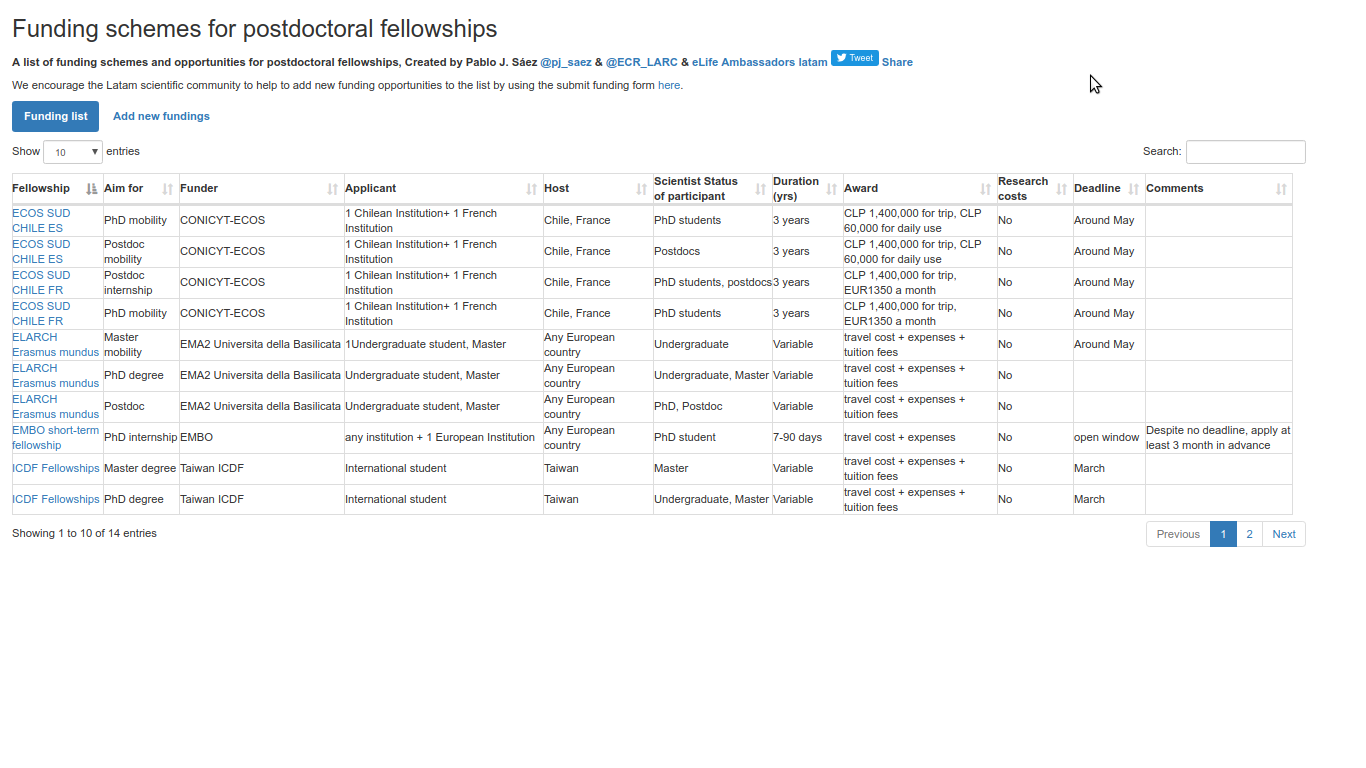 Funding schemes for postdoctoral fellowships
A list of funding schemes and opportunities for postdoctoral fellowships, Created by Pablo J. Sáez @pj_saez & @ECR_LARC & eLife Ambassadors latam Tweet Share
We encourage the Latam scientific community to help to add new funding opportunities to the list by using the submit funding form here.
Funding list Add new fundings
Show 10 entries Search:
Fellowship Aim for Funder Applicant Host Scientist Status of participant Duration (yrs) Award Research costs Deadline Comments
ECOS SUD CHILE ES PhD mobility CONICYT-ECOS 1 Chilean Institution+ 1 French Institution Chile, France PhD students 3 years CLP 1,400,000 for trip, CLP 60,000 for daily use No Around May
ECOS SUD CHILE ES Postdoc mobility CONICYT-ECOS 1 Chilean Institution+ 1 French Institution Chile, France Postdocs 3 years CLP 1,400,000 for trip, CLP 60,000 for daily use No Around May
ECOS SUD CHILE FR Postdoc internship CONICYT-ECOS 1 Chilean Institution+ 1 French Institution Chile, France PhD students, postdocs 3 years CLP 1,400,000 for trip, EUR1350 a month No Around May
ECOS SUD CHILE FR PhD mobility CONICYT-ECOS 1 Chilean Institution+ 1 French Institution Chile, France PhD students 3 years CLP 1,400,000 for trip, EUR1350 a month No Around May
ELARCH Erasmus mundus Master mobility EMA2 Universita della Basilicata 1Undergraduate student, Master Any European country Undergraduate Variable travel cost + expenses + tuition fees No Around May
ELARCH Erasmus mundus PhD degree EMA2 Universita della Basilicata Undergraduate student, Master Any European country Undergraduate, Master Variable travel cost + expenses + tuition fees No
ELARCH Erasmus mundus Postdoc EMA2 Universita della Basilicata Undergraduate student, Master Any European country PhD, Postdoc Variable travel cost + expenses + tuition fees No
EMBO short-term fellowship PhD internship EMBO any institution + 1 European Institution Any European country PhD student 7-90 days travel cost + expenses No open window Despite no deadline, apply at least 3 month in advance
ICDF Fellowships Master degree Taiwan ICDF International student Taiwan Master Variable travel cost + expenses + tuition fees No March
ICDF Fellowships PhD degree Taiwan ICDF International student Taiwan Undergraduate, Master Variable travel cost + expenses + tuition fees No March
Showing 1 to 10 of 14 entries Previous 1 2 Next